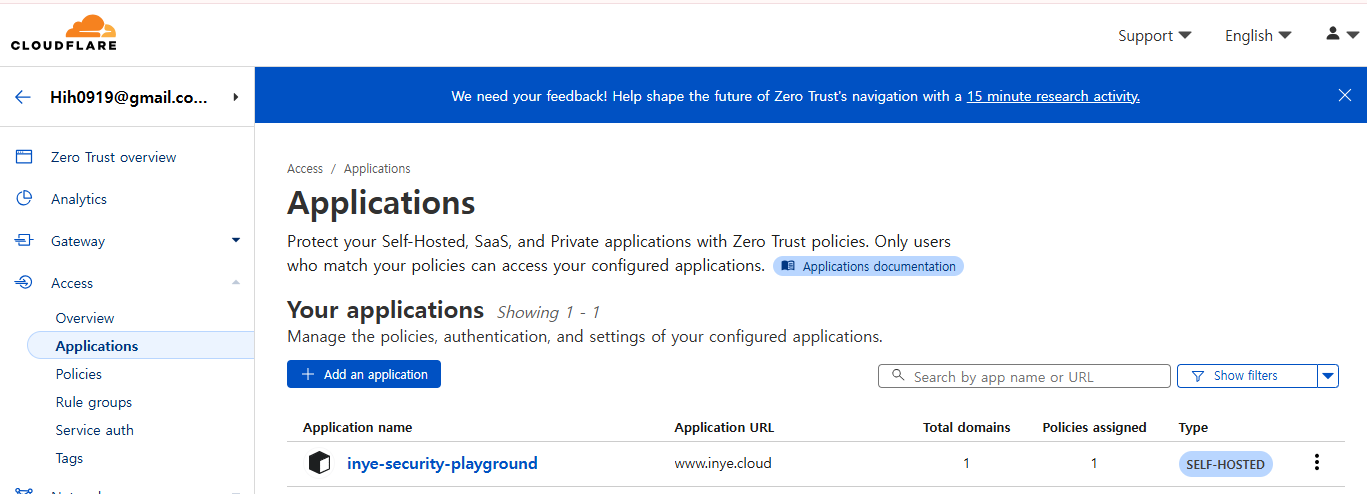 CLOUDFLARE
Support
English
Hih0919@gmail.co...
We need your feedback! Help shape the future of Zero Trust's navigation with a 15 minute research activity.
Zero Trust overview
Analytics
Gateway
Access
Overview
Applications
Policies
Rule groups
Service auth
Tags
Access / Applications
Applications
Protect your Self-Hosted, SaaS, and Private applications with Zero Trust policies. Only users
who match your policies can access your configured applications. Applications documentation
Your applications Showing 1 - 1
Manage the policies, authentication, and settings of your configured applications.
Add an application
Search by app name or URL
Show filters
Application name Application URL Total domains Policies assigned Type
inye-security-playground www.inye.cloud 1 1 SELF-HOSTED